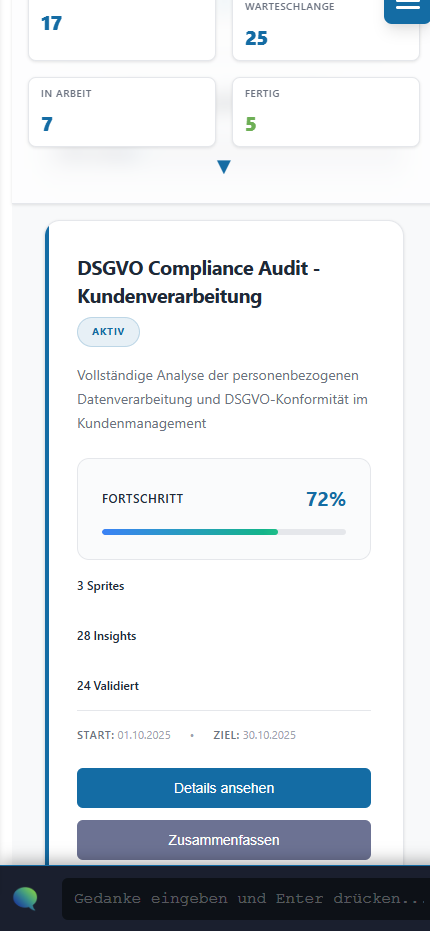 WARTESCHLANGE
17
25
IN ARBEIT
FERTIG
7
5
▼
DSGVO Compliance Audit -
Kundenverarbeitung
AKTIV
Vollständige Analyse der personenbezogenen
Datenverarbeitung und DSGVO-Konformität im
Kundenmanagement
FORTSCHRITT
72%
3 Sprites
28 Insights
24 Validiert
START: 01.10.2025 • ZIEL: 30.10.2025
Details ansehen
Zusammenfassen
Gedanke eingeben und Enter drücken...